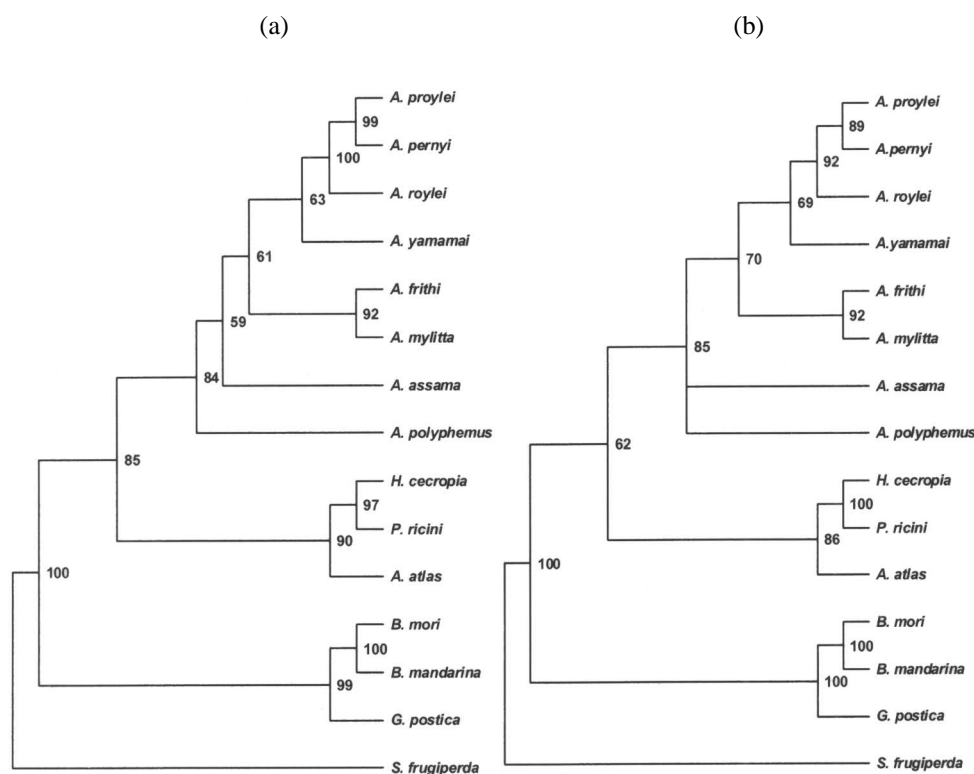 (a)
A. proylei
99
A. pernyi
100
A. roylei
63
A. yamamai
61
A. frithi
92
59
A. mylitta
84
A. assama
A. polyphemus
85
H. cecropia
97
P. ricini
90
A. atlas
100
B. mori
100
B. mandarina
99
G. postica
S. frugiperda
(b)
A. proylei
89
A.pernyi
92
A. roylei
69
A.yamamai
70
A. frithi
92
A. mylitta
85
A. assama
A. polyphemus
62
H. cecropia
100
P. ricini
86
A. atlas
100
B. mori
100
B. mandarina
100
G. postica
S. frugiperda